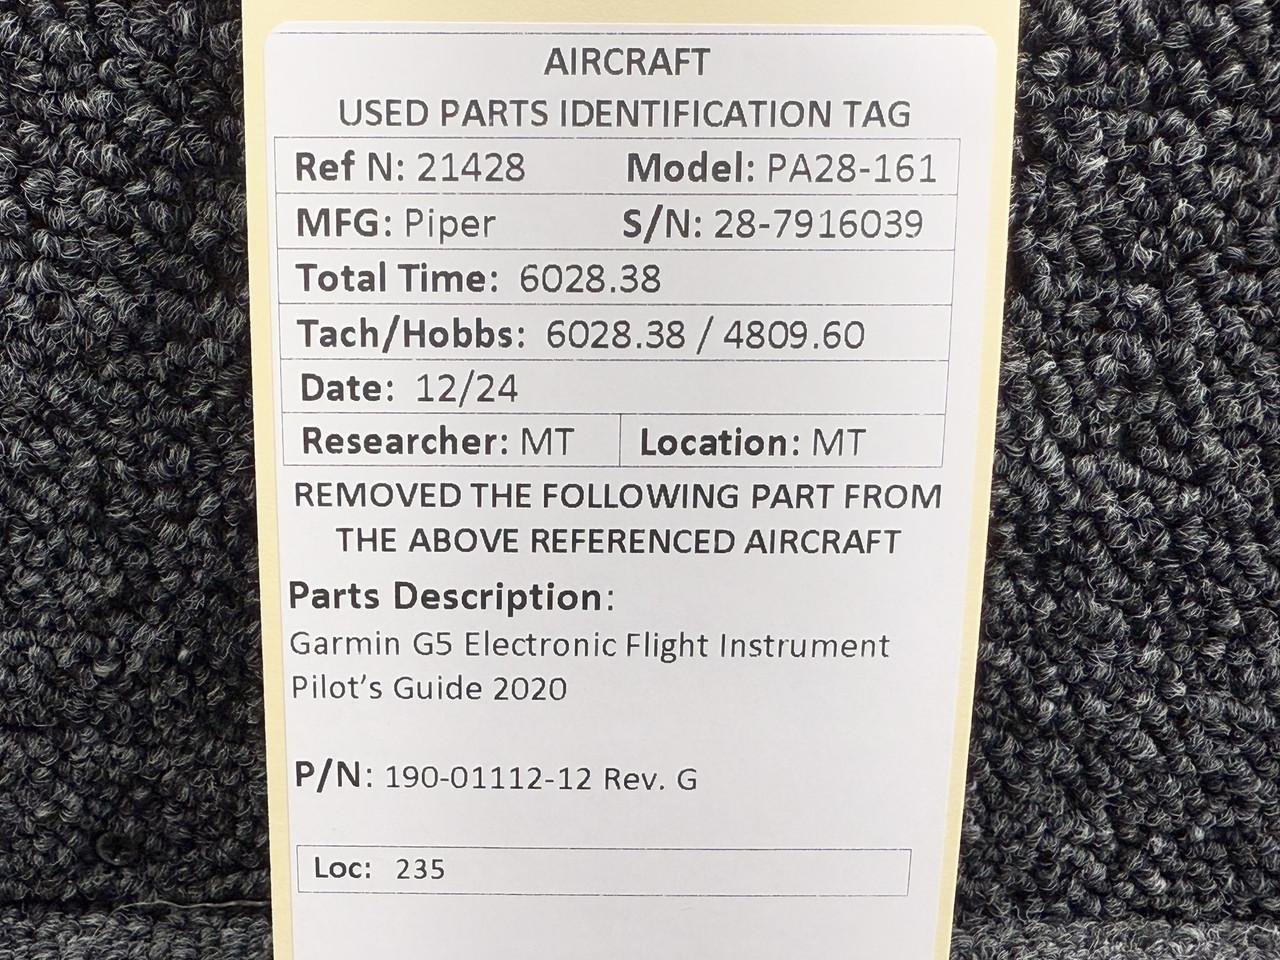 AIRCRAFT
USED PARTS IDENTIFICATION TAG
Ref N: 21428 Model: PA28-161
MFG: Piper S/N: 28-7916039
Total Time: 6028.38
Tach/Hobbs: 6028.38 / 4809.60
Date: 12/24
Researcher: MT Location: MT
REMOVED THE FOLLOWING PART FROM
THE ABOVE REFERENCED AIRCRAFT
Parts Description:
Garmin G5 Electronic Flight Instrument
Pilot's Guide 2020
P/N: 190-01112-12 Rev. G
Loc: 235